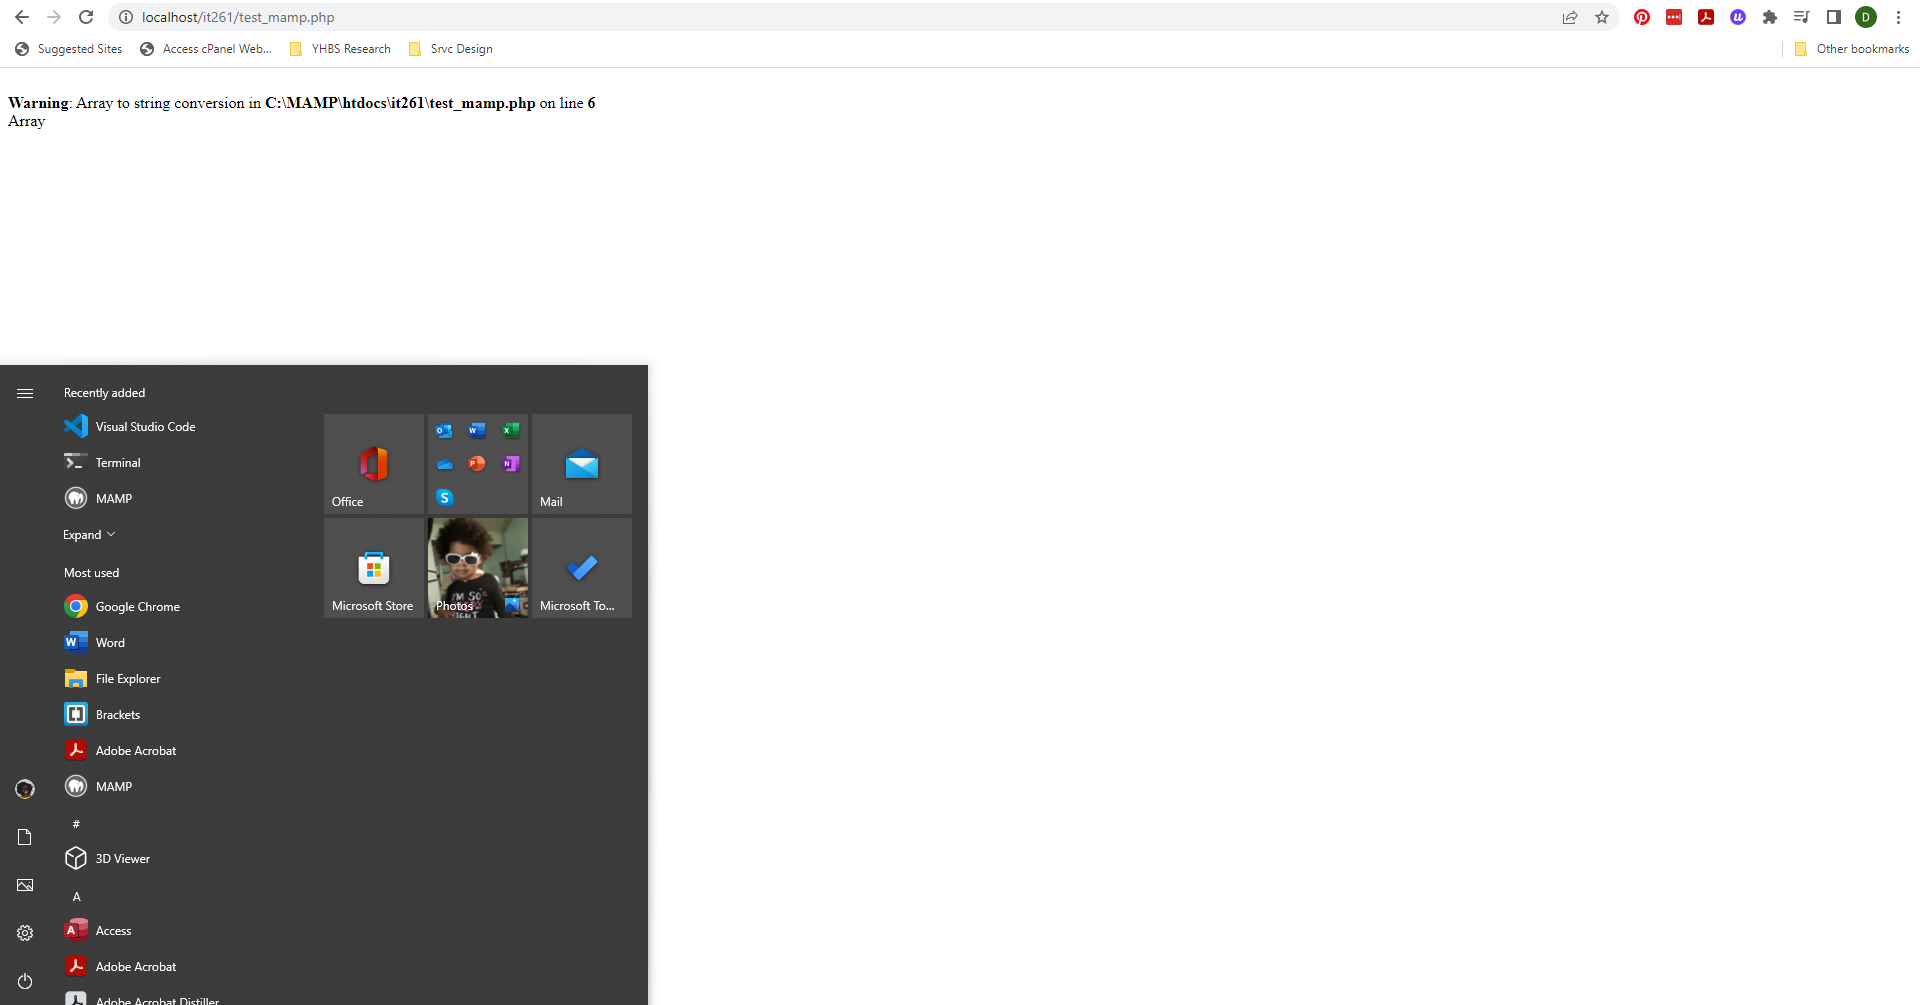 localhost/it261/test_mamp.php
D
Suggested Sites
Access cPanel Web...
YHBS Research
Srvc Design
Other bookmarks
Warning: Array to string conversion in C:\MAMP\htdocs\it261\test_mamp.php on line 6
Array
Recently added
Visual Studio Code
Terminal
MAMP
Expand
Most used
Google Chrome
Word
File Explorer
Brackets
Adobe Acrobat
MAMP
#
3D Viewer
A
Access
Adobe Acrobat
Adobe Acrobat Distiller
Office
Mail
Microsoft Store
I'M SO
Photos
Microsoft To...